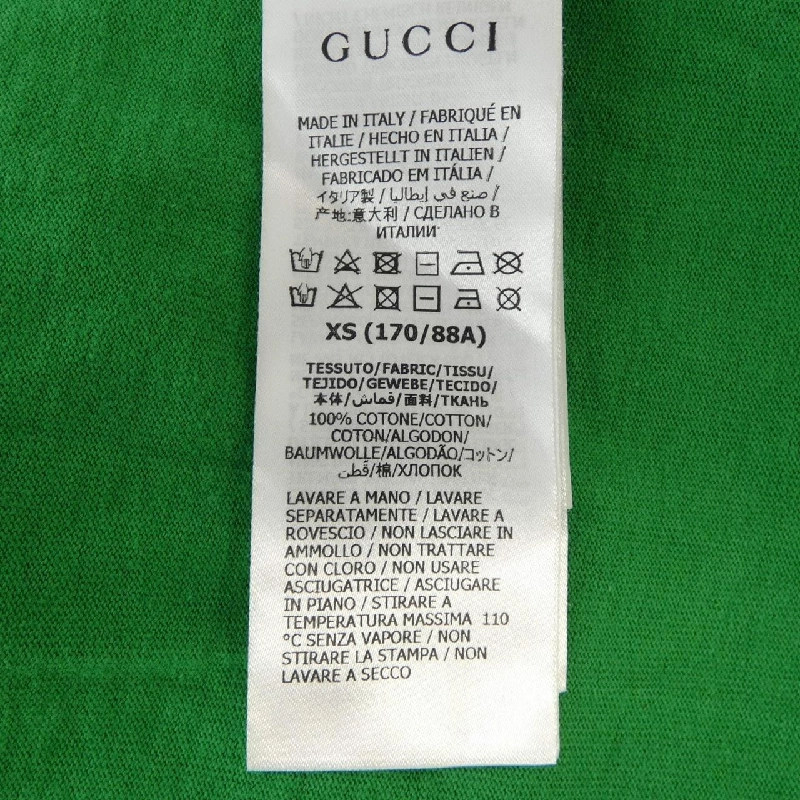 GUCCI
MADE IN ITALY / FABRIQUÉ EN
ITALIE / HECHO EN ITALIA /
HERGESTELLT IN ITALIEN /
FABRICADO EM ITÁLIA /
イタリア製 / صنع في إيطاليا /
产地:意大利 / СДЕЛАНО В
ИТАЛИИ
XS (170/88A)
TESSUTO/FABRIC/TISSU/
TEJIDO/GEWEBE/TECIDO/
本体/قماش/面料/ТКАНЬ
100% COTONE/COTTON/
COTON/ALGODON/
BAUMWOLLE/ALGODÃO/コットン/
قطن/棉/ХЛОПОК
LAVARE A MANO / LAVARE
SEPARATAMENTE / LAVARE A
ROVESCIO / NON LASCIARE IN
AMMOLLO / NON TRATTARE
CON CLORO / NON USARE
ASCIUGATRICE / ASCIUGARE
IN PIANO / STIRARE A
TEMPERATURA MASSIMA 110
°C SENZA VAPORE / NON
STIRARE LA STAMPA / NON
LAVARE A SECCO